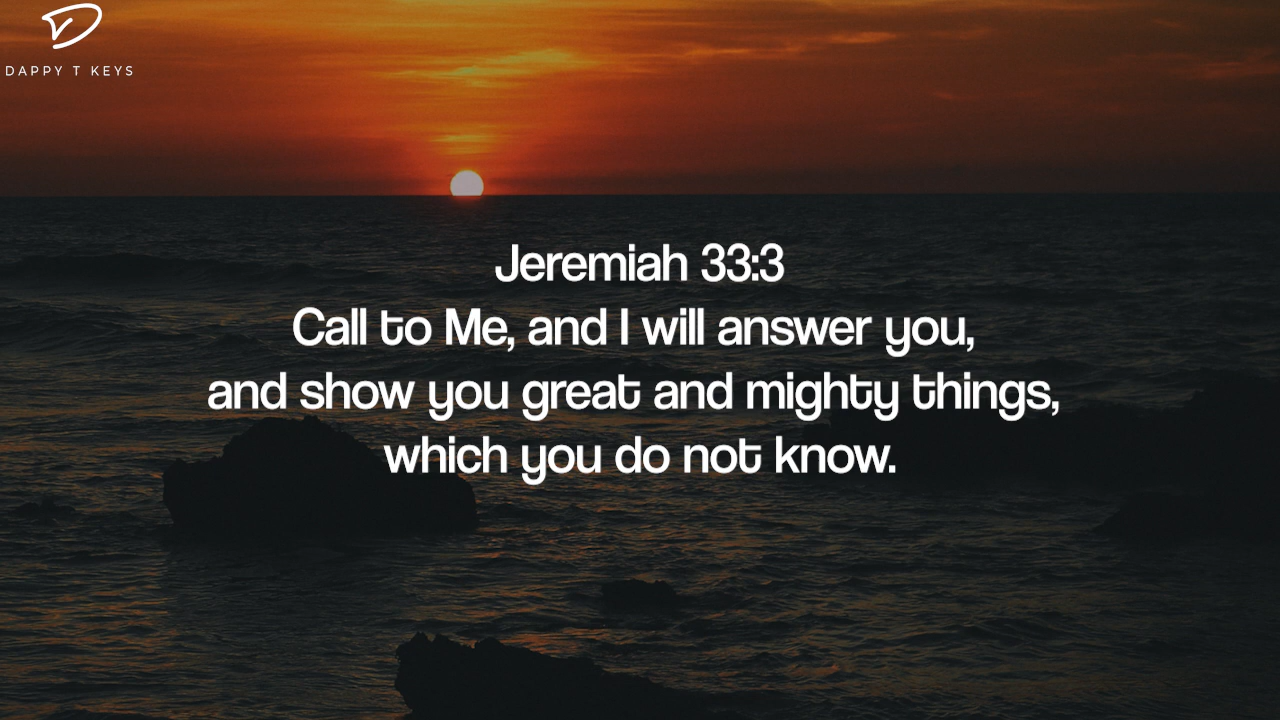 DAPPY T KEYS
Jeremiah 33:3
Call to Me, and I will answer you,
and show you great and mighty things,
which you do not know.